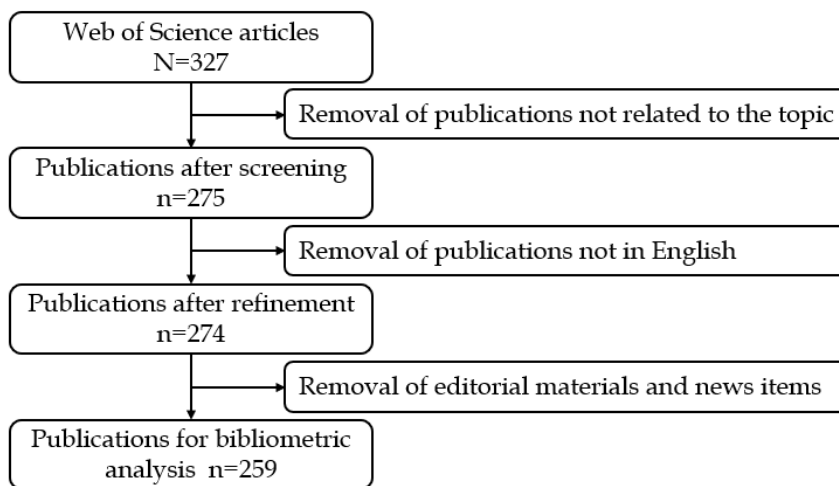 Web of Science articles
N=327
Removal of publications not related to the topic
Publications after screening
n=275
Removal of publications not in English
Publications after refinement
n=274
Removal of editorial materials and news items
Publications for bibliometric
analysis n=259